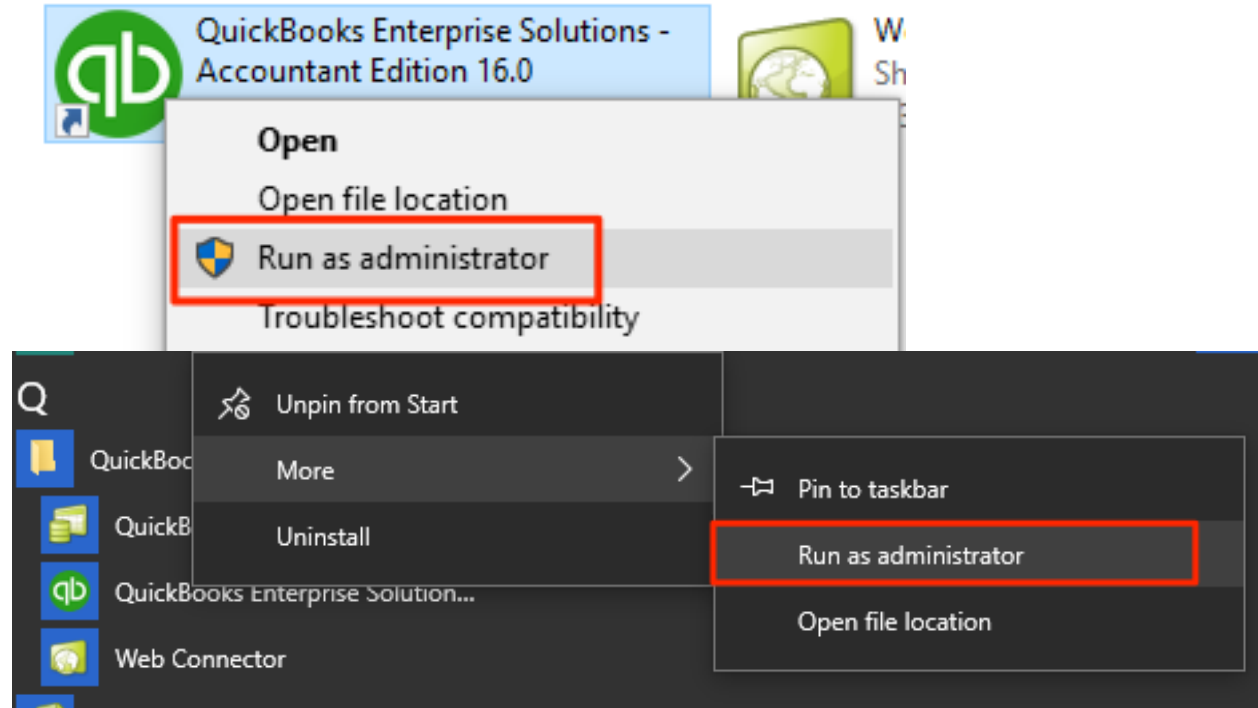 QuickBooks Enterprise Solutions -
Accountant Edition 16.0
W
Sh
Open
Open file location
Run as administrator
Troubleshoot compatibility
Q
Unpin from Start
QuickBoo
More
Pin to taskbar
QuickB
Uninstall
Run as administrator
QuickBooks Enterprise Solution...
Open file location
Web Connector